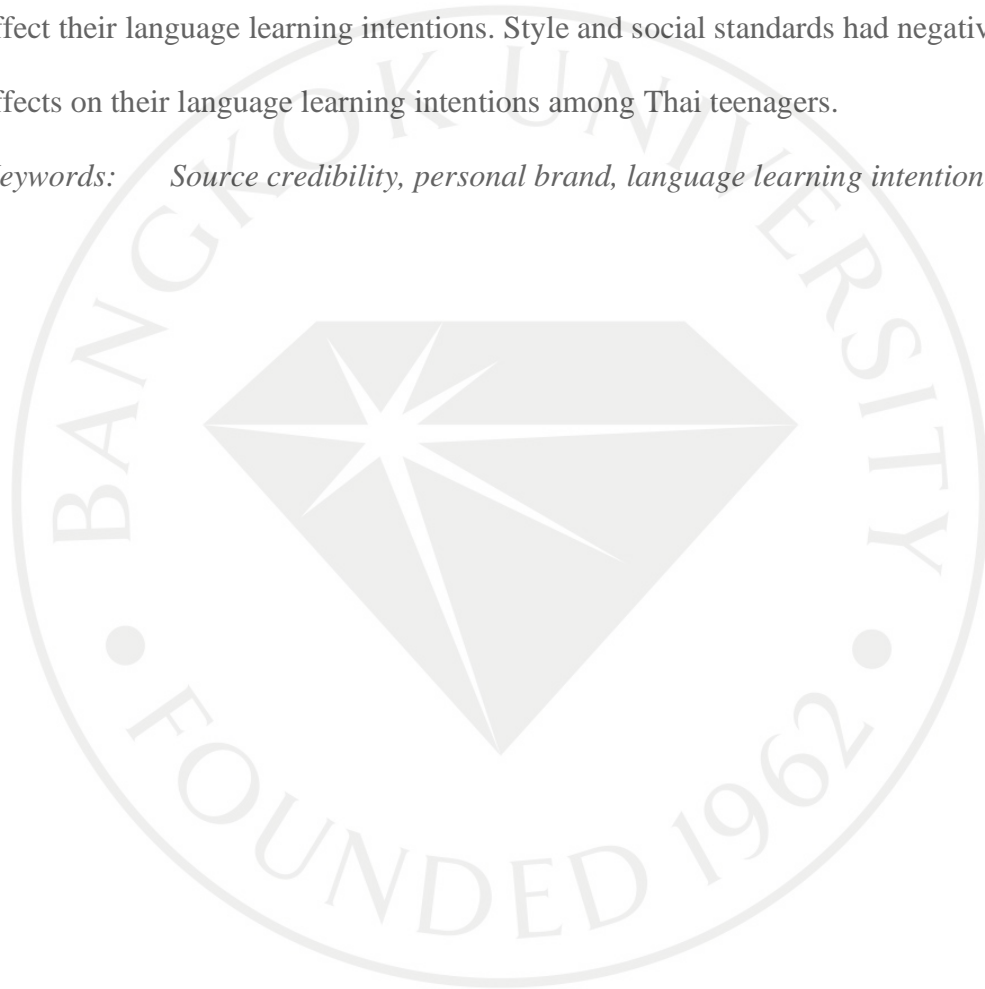 ffect their language learning intentions. Style and social standards had negativ
ffects on their language learning intentions among Thai teenagers.
eywords: Source credibility, personal brand, language learning intention
BANGKOK UNIVERSITY
FOUNDED 1962